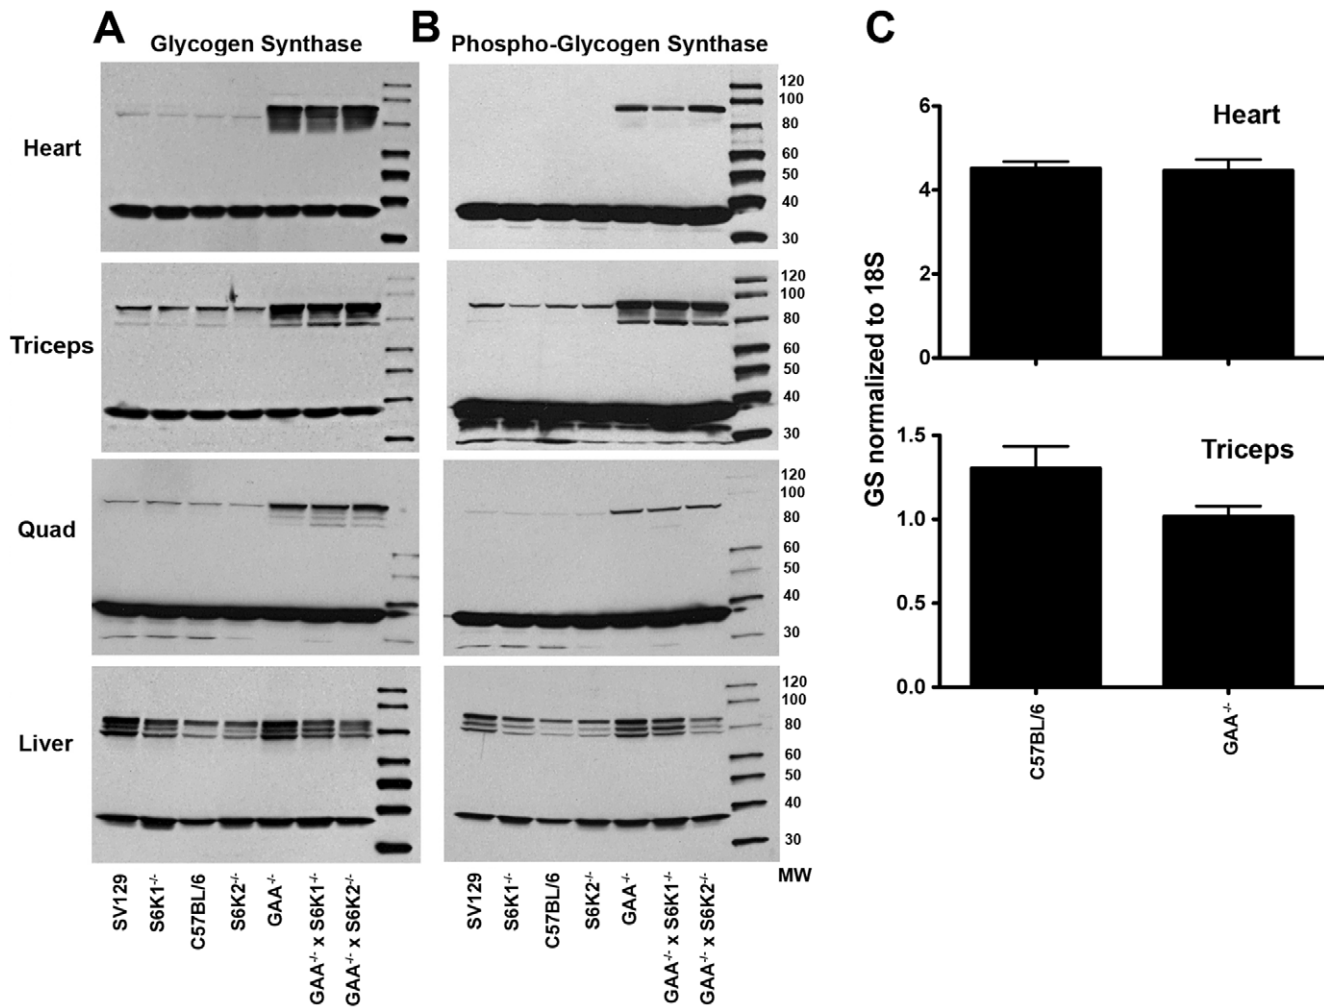 A
B
C
Glycogen Synthase
Phospho-Glycogen Synthase
Heart
120
100
80
60
50
40
30
Triceps
120
100
80
60
50
40
30
Quad
120
100
80
60
50
40
30
Liver
120
100
80
60
50
40
30
MW
SV129
S6K1-/-
C57BL/6
S6K2-/-
GAA-/-
GAA-/- x S6K1-/-
GAA-/- x S6K2-/-
SV129
S6K1-/-
C57BL/6
S6K2-/-
GAA-/-
GAA-/- x S6K1-/-
GAA-/- x S6K2-/-
GS normalized to 18S
Heart
6
4
2
0
Triceps
1.5
1.0
0.5
0.0
C57BL/6
GAA-/-